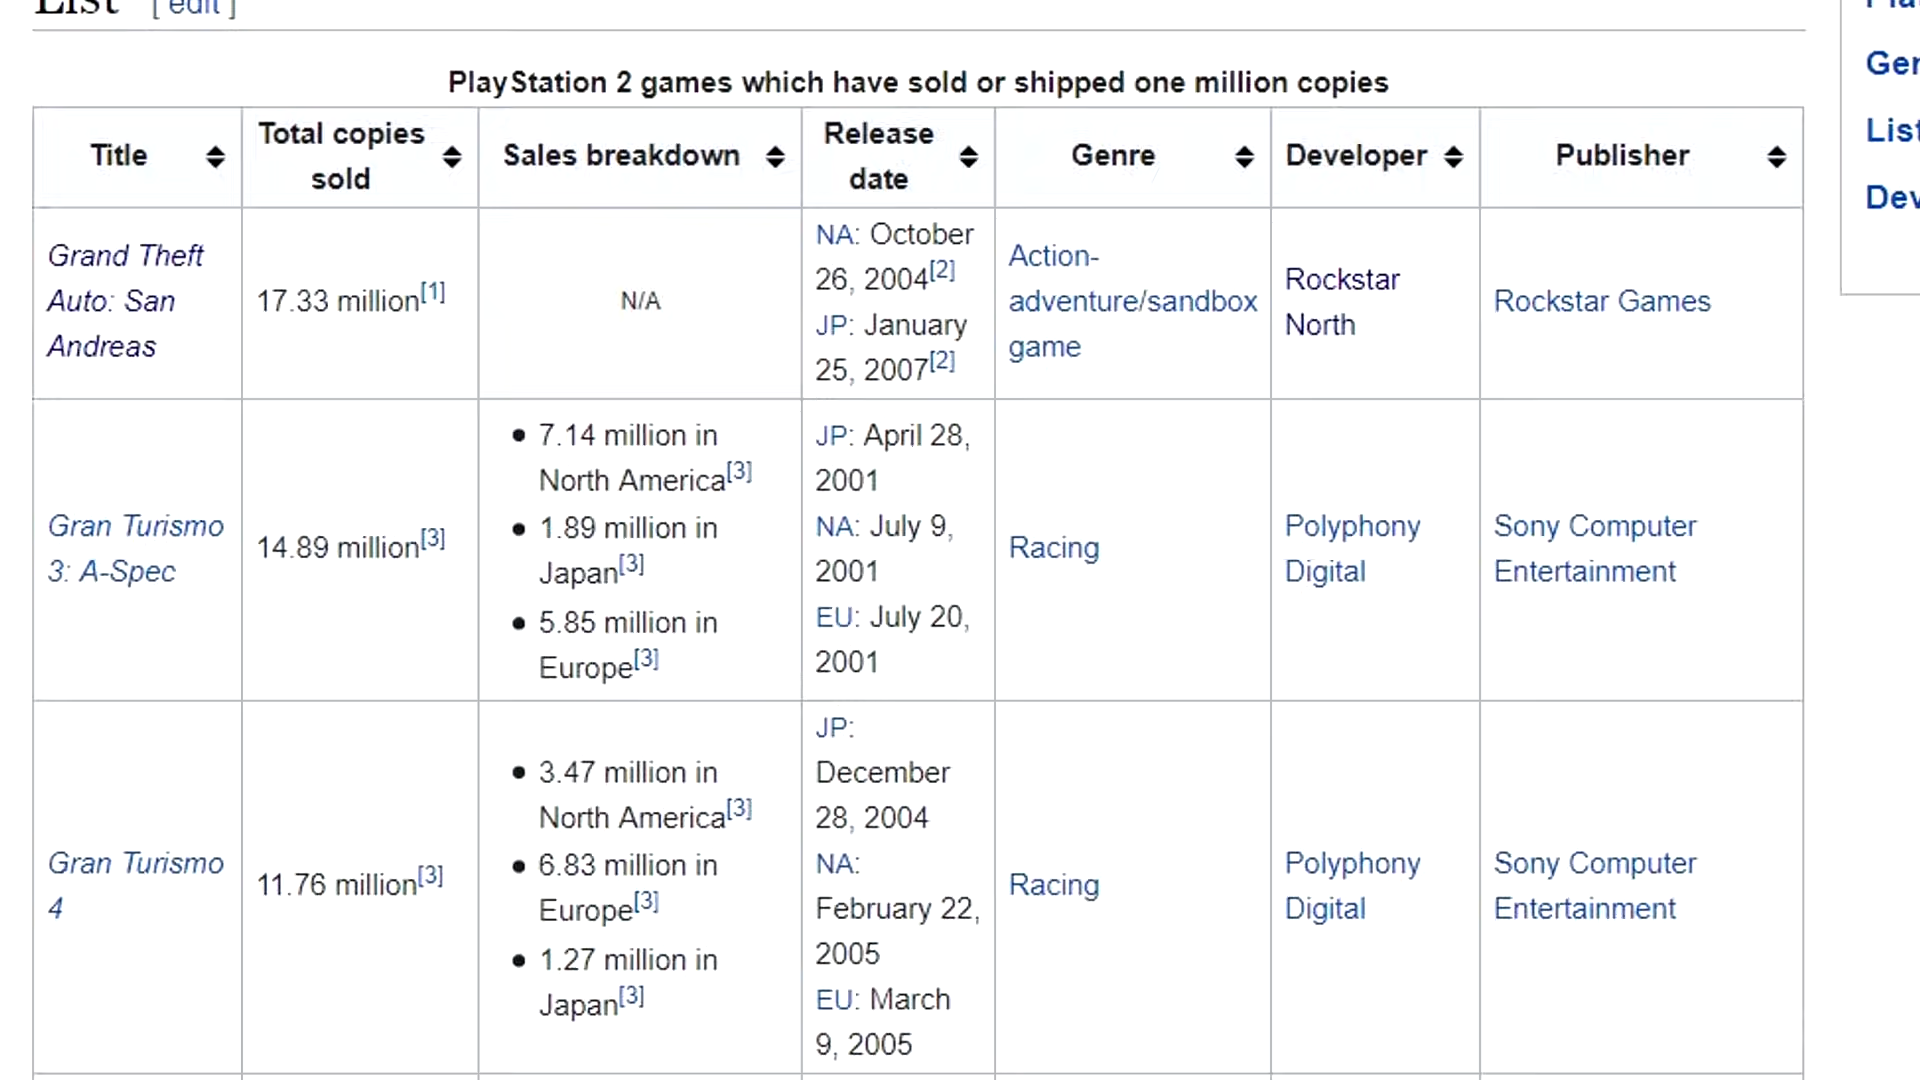 List [ edit ]
PlayStation 2 games which have sold or shipped one million copies
Title
Total copies
sold
Sales breakdown
Release
date
Genre
Developer
Publisher
Grand Theft
Auto: San
Andreas
17.33 million[1]
N/A
NA: October
26, 2004[2]
JP: January
25, 2007[2]
Action-
adventure/sandbox
game
Rockstar
North
Rockstar Games
Gran Turismo
3: A-Spec
14.89 million[3]
• 7.14 million in
North America[3]
• 1.89 million in
Japan[3]
• 5.85 million in
Europe[3]
JP: April 28,
2001
NA: July 9,
2001
EU: July 20,
2001
Racing
Polyphony
Digital
Sony Computer
Entertainment
Gran Turismo
4
11.76 million[3]
• 3.47 million in
North America[3]
• 6.83 million in
Europe[3]
• 1.27 million in
Japan[3]
JP:
December
28, 2004
NA:
February 22,
2005
EU: March
9, 2005
Racing
Polyphony
Digital
Sony Computer
Entertainment
List